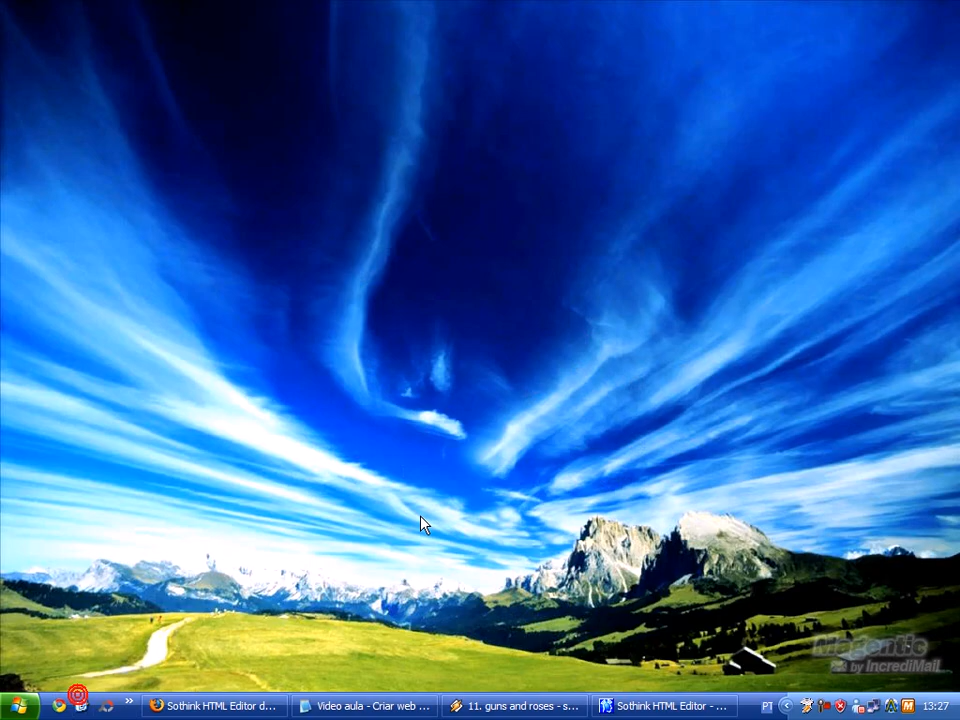 Magentic
by IncrediMail
Sothink HTML Editor d...
Video aula - Criar web ...
11. guns and roses - s...
Sothink HTML Editor - ...
PT
13:27